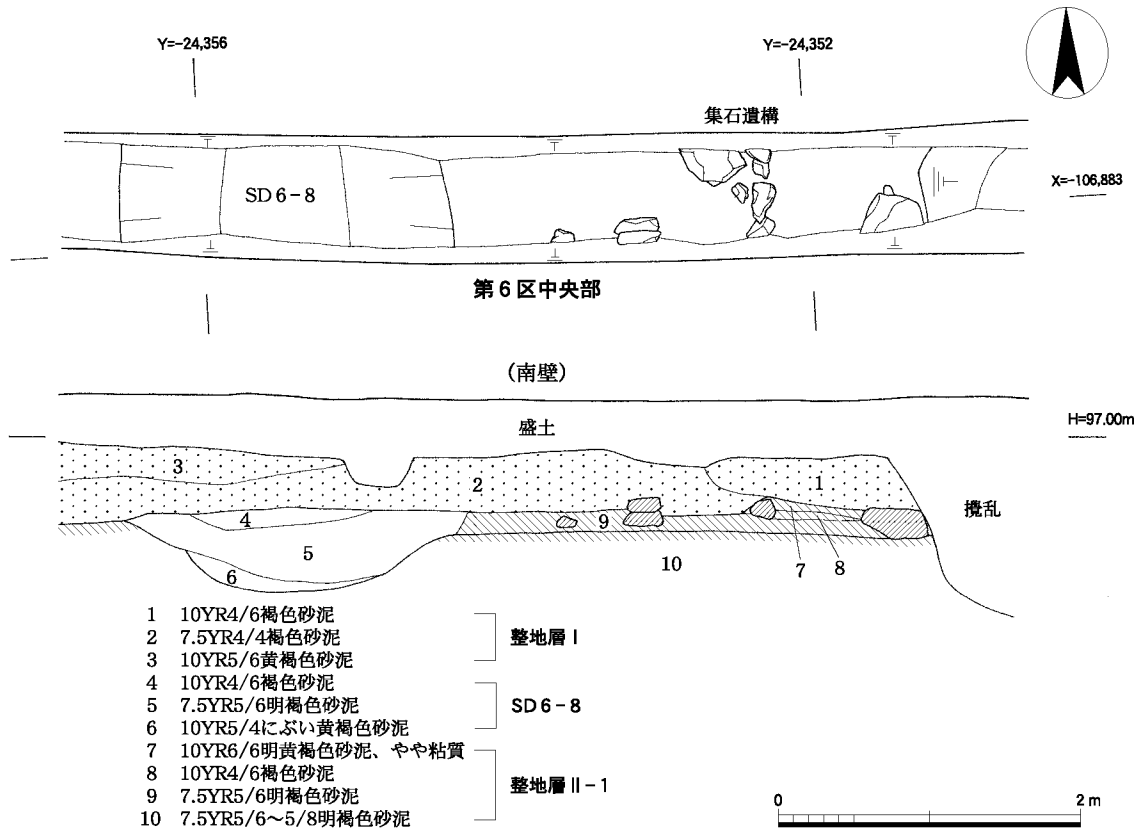 Y=-24,356
Y=-24,352
集石遺構
X=-106,883
SD6-8
第6区中央部
(南壁)
盛土
H=97.00m
3
2
1
4
9
攪乱
5
10
7
8
6
1 10YR4/6褐色砂泥
2 7.5YR4/4褐色砂泥
3 10YR5/6黄褐色砂泥
整地層Ⅰ
4 10YR4/6褐色砂泥
5 7.5YR5/6明褐色砂泥
6 10YR5/4にぶい黄褐色砂泥
SD6-8
7 10YR6/6明黄褐色砂泥、やや粘質
8 10YR4/6褐色砂泥
9 7.5YR5/6明褐色砂泥
10 7.5YR5/6～5/8明褐色砂泥
整地層Ⅱ-1
0
2m